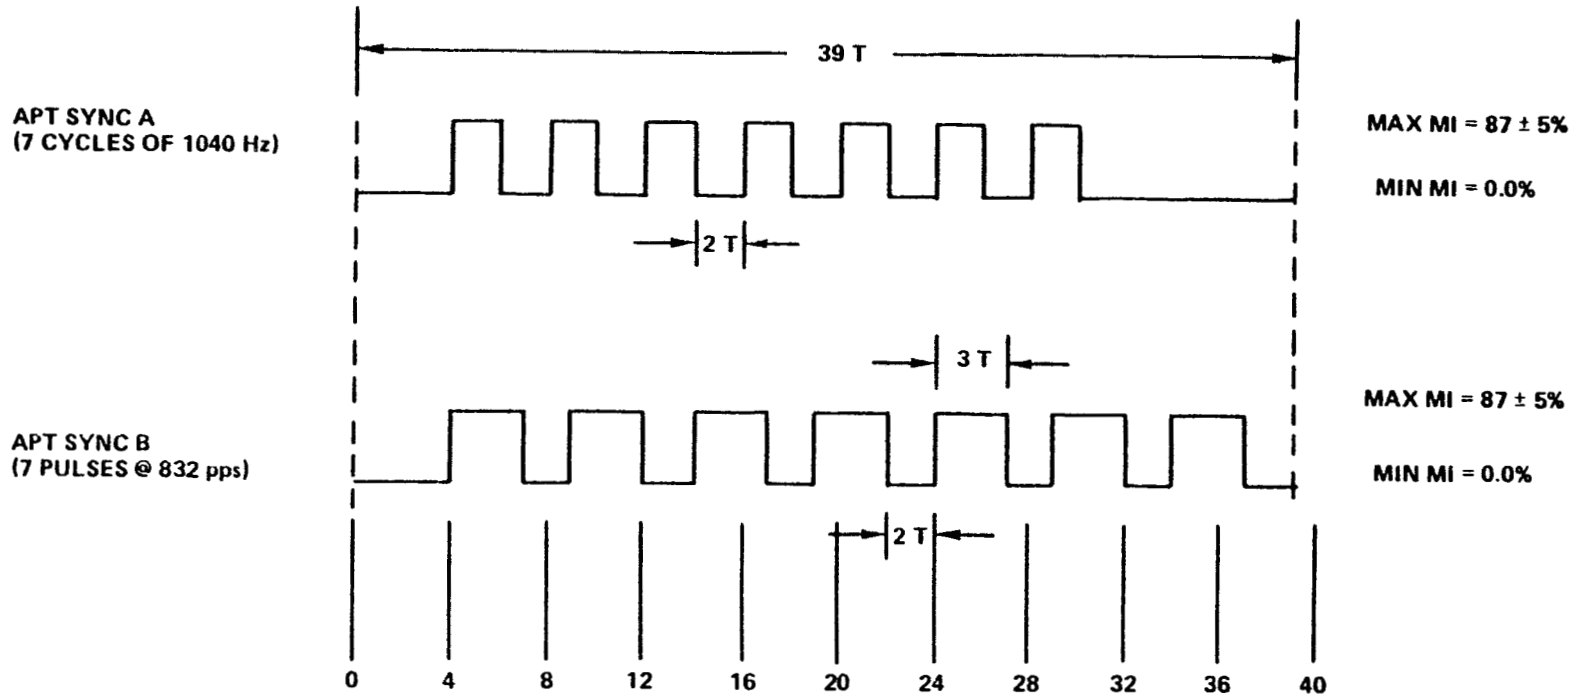 39 T
APT SYNC A
(7 CYCLES OF 1040 Hz)
MAX MI = 87 ± 5%
MIN MI = 0.0%
2 T
3 T
APT SYNC B
(7 PULSES @ 832 pps)
MAX MI = 87 ± 5%
MIN MI = 0.0%
2 T
0 4 8 12 16 20 24 28 32 36 40